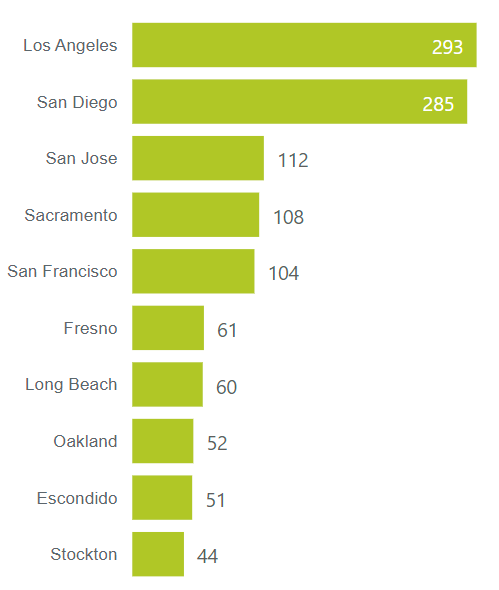 Los Angeles 293
San Diego 285
San Jose 112
Sacramento 108
San Francisco 104
Fresno 61
Long Beach 60
Oakland 52
Escondido 51
Stockton 44